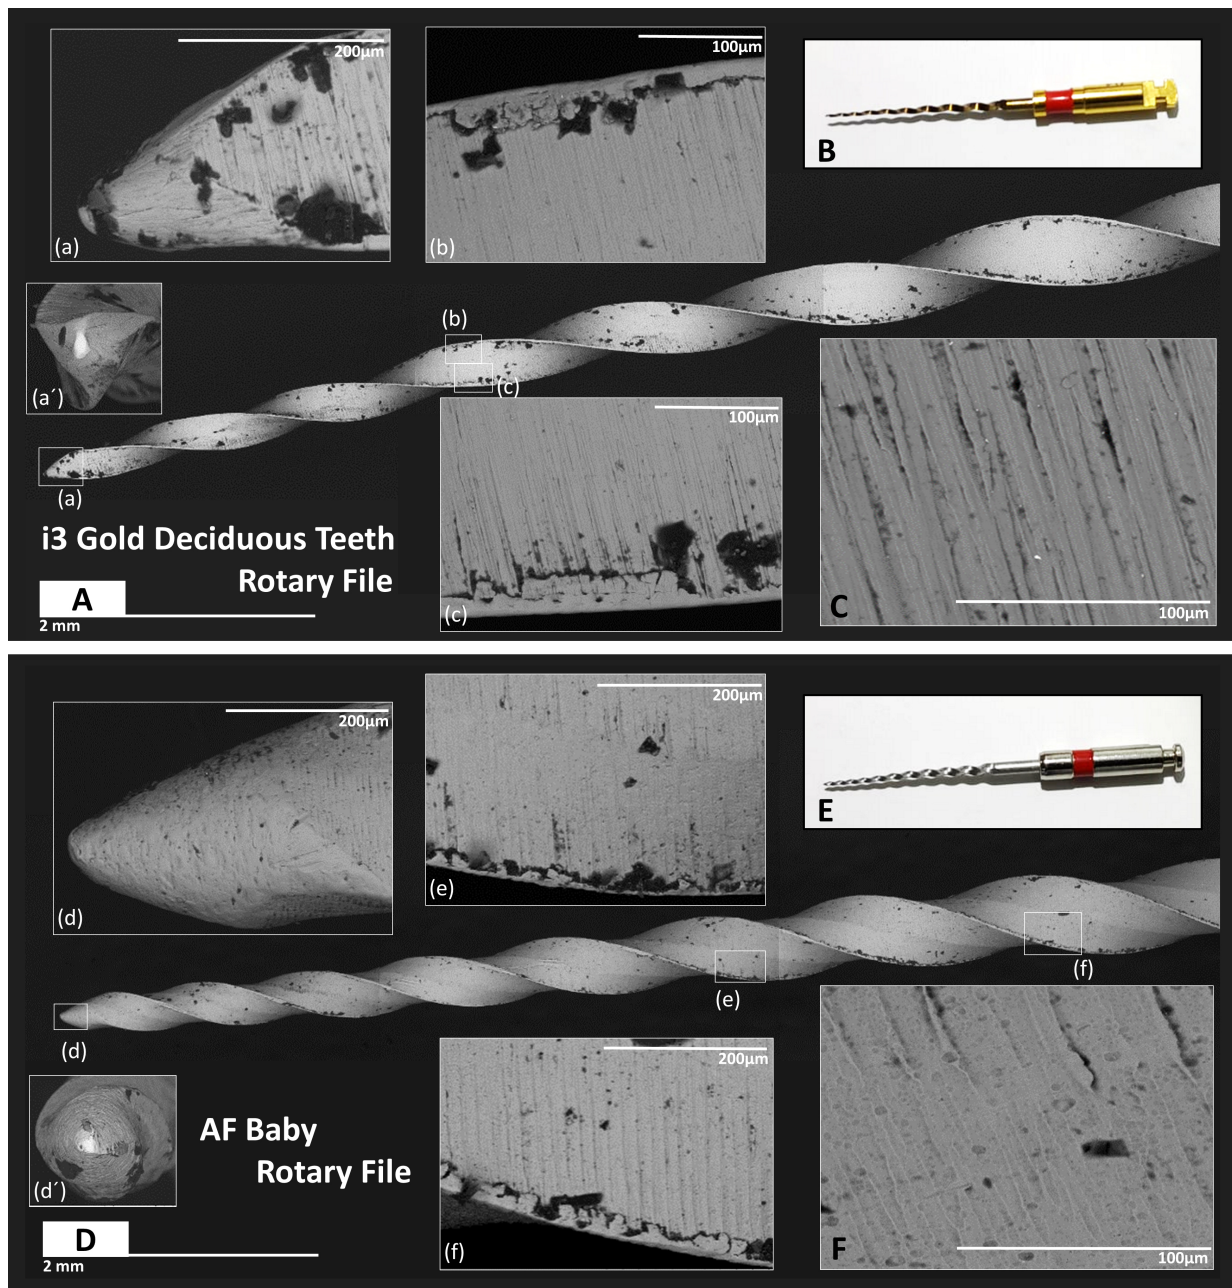 200μm
(a)
100μm
(b)
B
(a´)
(b)
(c)
(a)
100μm
(c)
100μm
C
i3 Gold Deciduous Teeth
Rotary File
A
2 mm
200μm
(d)
200μm
(e)
E
(d)
(e)
(f)
(d´)
200μm
(f)
100μm
F
AF Baby
Rotary File
D
2 mm